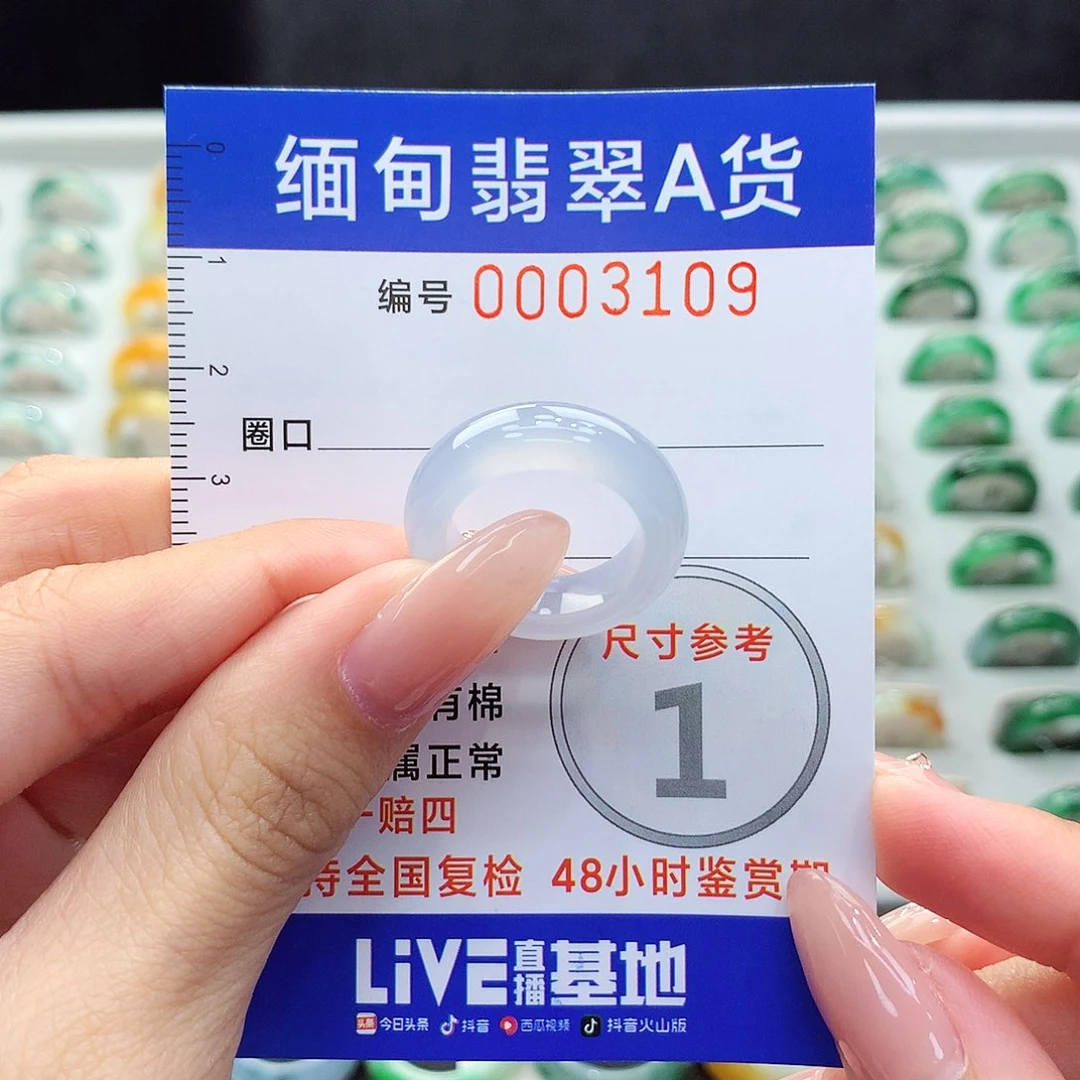 缅甸翡翠A货
0
1
2
3
编号 0003109
圈口
尺寸参考
1
有棉
属正常
一赔四
持全国复检 48小时鉴赏期
LiVE直播基地
头条 今日头条 抖音 西瓜视频 抖音火山版